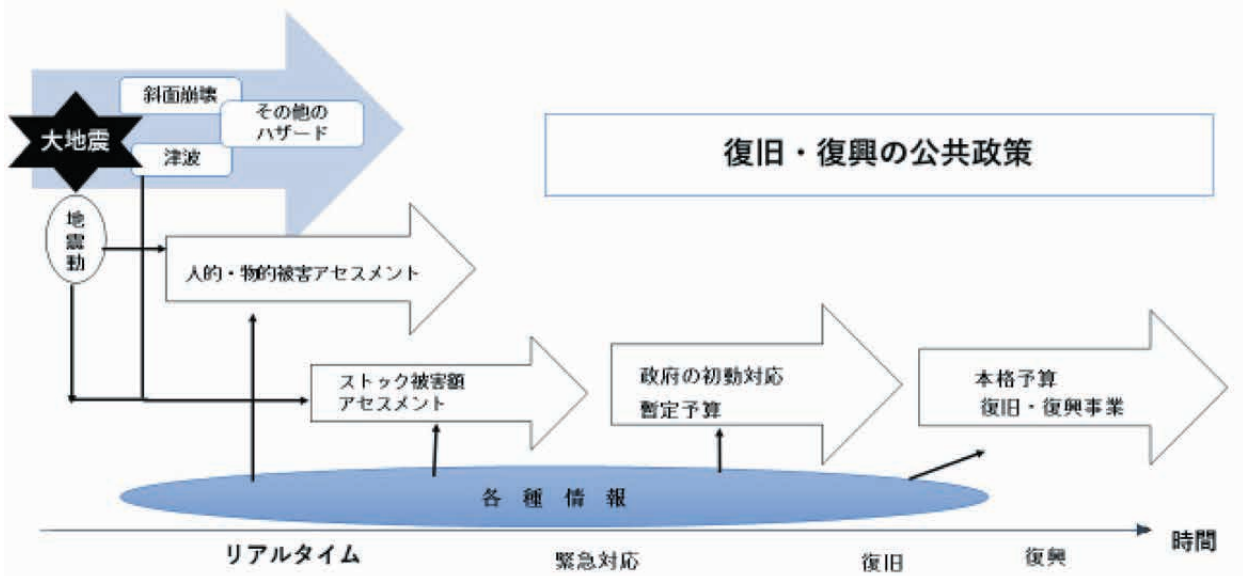 斜面崩壊
その他の
ハザード
大地震
津波
復旧・復興の公共政策
地
震
動
人的・物的被害アセスメント
ストック被害額
アセスメント
政府の初動対応
暫定予算
本格予算
復旧・復興事業
各 種 情 報
リアルタイム
緊急対応
復旧
復興
時間